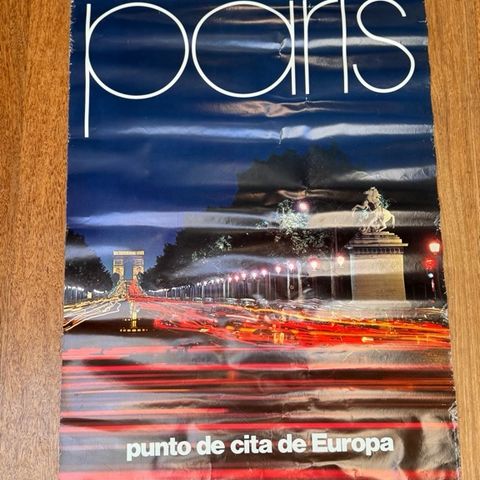 paris
punto de cita de Europa